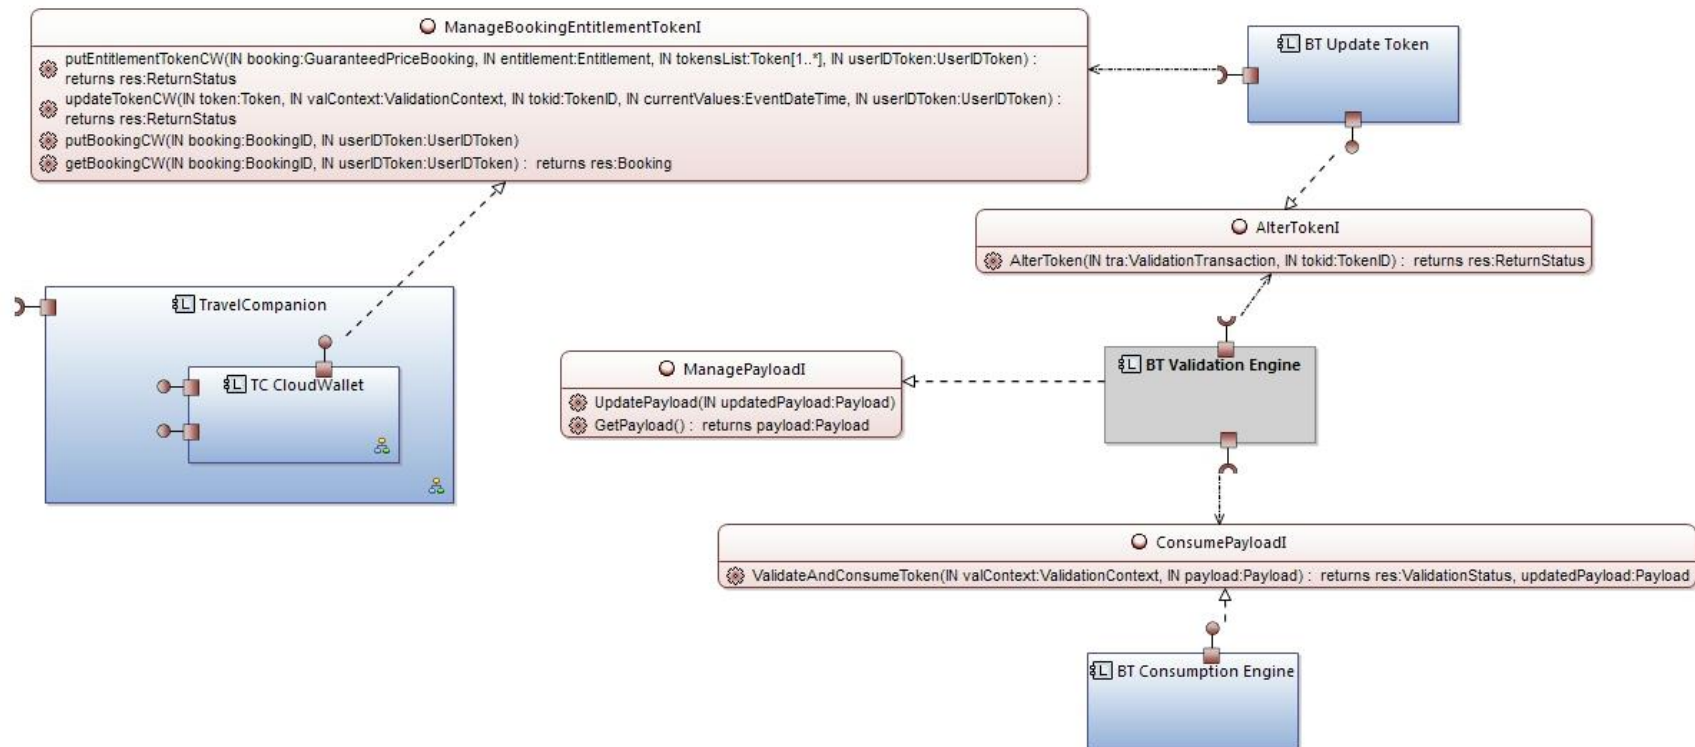 ManageBookingEntitlementTokenI
putEntitlementTokenCW(IN booking:GuaranteedPriceBooking, IN entitlement:Entitlement, IN tokensList:Token[1..*], IN userIDToken:UserIDToken) :
returns res:ReturnStatus
updateTokenCW(IN token:Token, IN valContext:ValidationContext, IN tokid:TokenID, IN currentValues:EventDateTime, IN userIDToken:UserIDToken) :
returns res:ReturnStatus
putBookingCW(IN booking:BookingID, IN userIDToken:UserIDToken)
getBookingCW(IN booking:BookingID, IN userIDToken:UserIDToken) : returns res:Booking
L BT Update Token
AlterTokenI
AlterToken(IN tra:ValidationTransaction, IN tokid:TokenID) : returns res:ReturnStatus
L TravelCompanion
L TC CloudWallet
ManagePayloadI
UpdatePayload(IN updatedPayload:Payload)
GetPayload() : returns payload:Payload
L BT Validation Engine
ConsumePayloadI
ValidateAndConsumeToken(IN valContext:ValidationContext, IN payload:Payload) : returns res:ValidationStatus, updatedPayload:Payload
L BT Consumption Engine